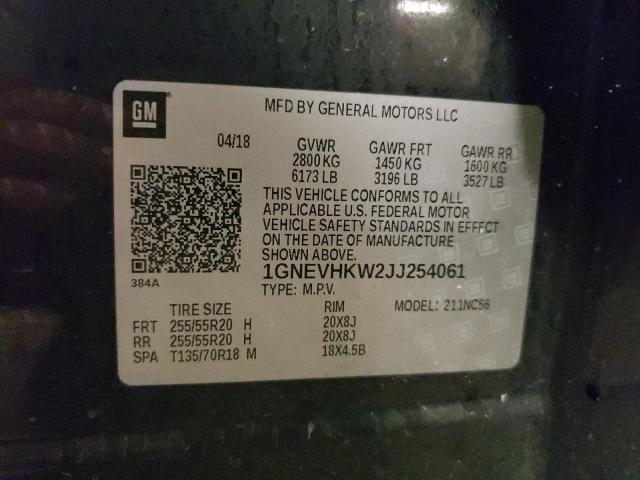 GM
MFD BY GENERAL MOTORS LLC
04/18 GVWR GAWR FRT GAWR RR
2800 KG 1450 KG 1600 KG
6173 LB 3196 LB 3527 LB
THIS VEHICLE CONFORMS TO ALL
APPLICABLE U.S. FEDERAL MOTOR
VEHICLE SAFETY STANDARDS IN EFFECT
ON THE DATE OF MANUFACTURE
SHOWN ABOVE.
384A
1GNEVHKW2JJ254061
TYPE: M.P.V. MODEL: 211NC56
TIRE SIZE RIM
FRT 255/55R20 H 20X8J
RR 255/55R20 H 20X8J
SPA T135/70R18 M 18X4.5B